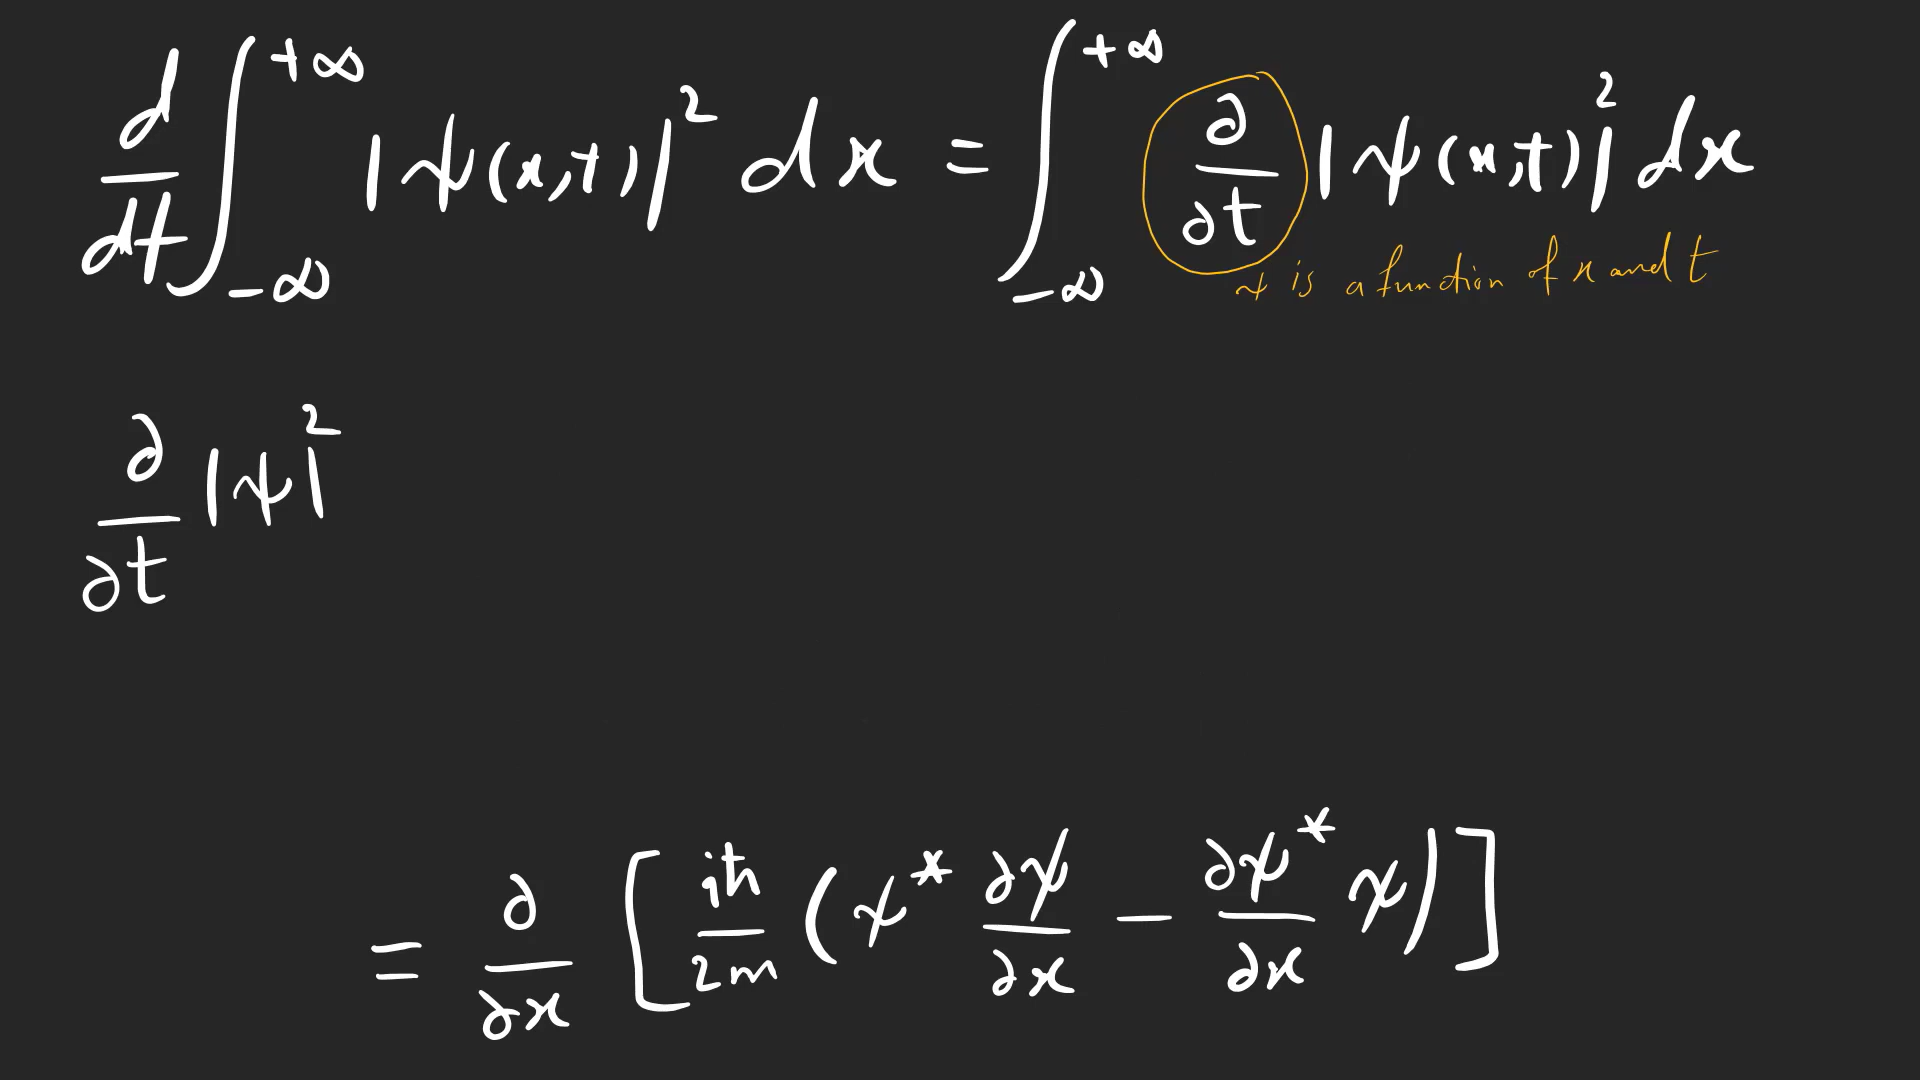 d/dt ∫_{-∞}^{+∞} |ψ(x,t)|² dx = ∫_{-∞}^{+∞} ∂/∂t |ψ(x,t)|² dx
ψ is a function of x and t
∂/∂t |ψ|²
= ∂/∂x [iħ/2m (ψ* ∂ψ/∂x − ∂ψ*/∂x ψ)]